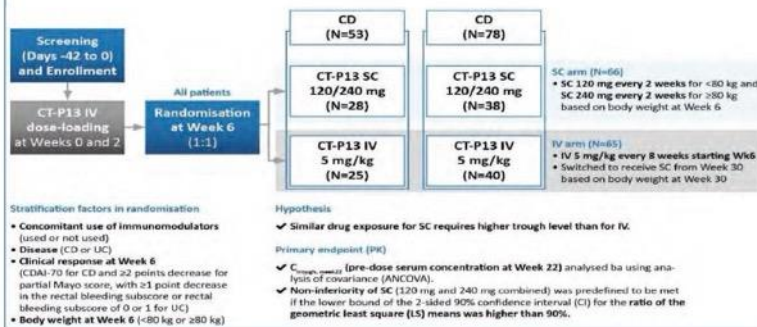 Screening
(Days -42 to 0)
and Enrollment
CT-P13 IV
dose-loading
at Weeks 0 and 2
All patients
Randomisation
at Week 6
(1:1)
CD
(N=53)
CT-P13 SC
120/240 mg
(N=28)
CT-P13 IV
5 mg/kg
(N=25)
CD
(N=78)
CT-P13 SC
120/240 mg
(N=38)
CT-P13 IV
5 mg/kg
(N=40)
SC arm (N=66)
• SC 120 mg every 2 weeks for <80 kg and
SC 240 mg every 2 weeks for ≥80 kg
based on body weight at Week 6
IV arm (N=65)
• IV 5 mg/kg every 8 weeks starting Wk6
• Switched to receive SC from Week 30
based on body weight at Week 30
Stratification factors in randomisation
• Concomitant use of immunomodulators
(used or not used)
• Disease (CD or UC)
• Clinical response at Week 6
(CDAI-70 for CD and ≥2 points decrease for
partial Mayo score, with ≥1 point decrease
in the rectal bleeding subscore or rectal
bleeding subscore of 0 or 1 for UC)
• Body weight at Week 6 (<80 kg or ≥80 kg)
Hypothesis
✔ Similar drug exposure for SC requires higher trough level than for IV.
Primary endpoint (PK)
✔ Ctrough, week22 (pre-dose serum concentration at Week 22) analysed ba using ana-
lysis of covariance (ANCOVA).
✔ Non-inferiority of SC (120 mg and 240 mg combined) was predefined to be met
if the lower bound of the 2-sided 90% confidence interval (CI) for the ratio of the
geometric least square (LS) means was higher than 90%.